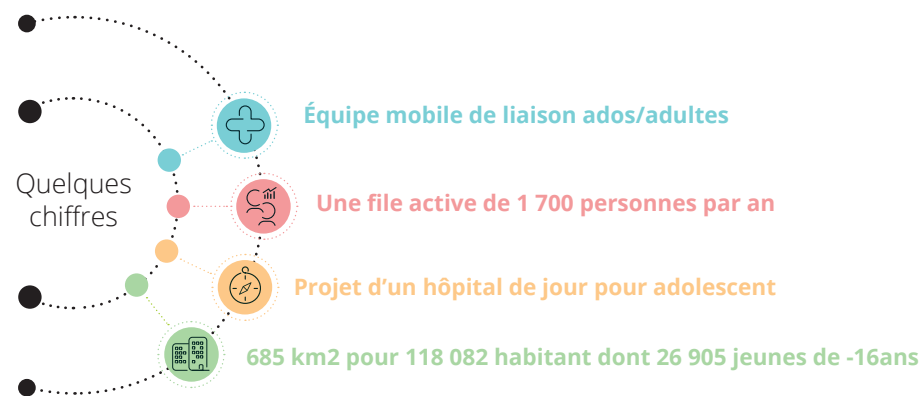 Quelques
chiffres
Équipe mobile de liaison ados/adultes
Une file active de 1 700 personnes par an
Projet d’un hôpital de jour pour adolescent
685 km2 pour 118 082 habitant dont 26 905 jeunes de -16ans